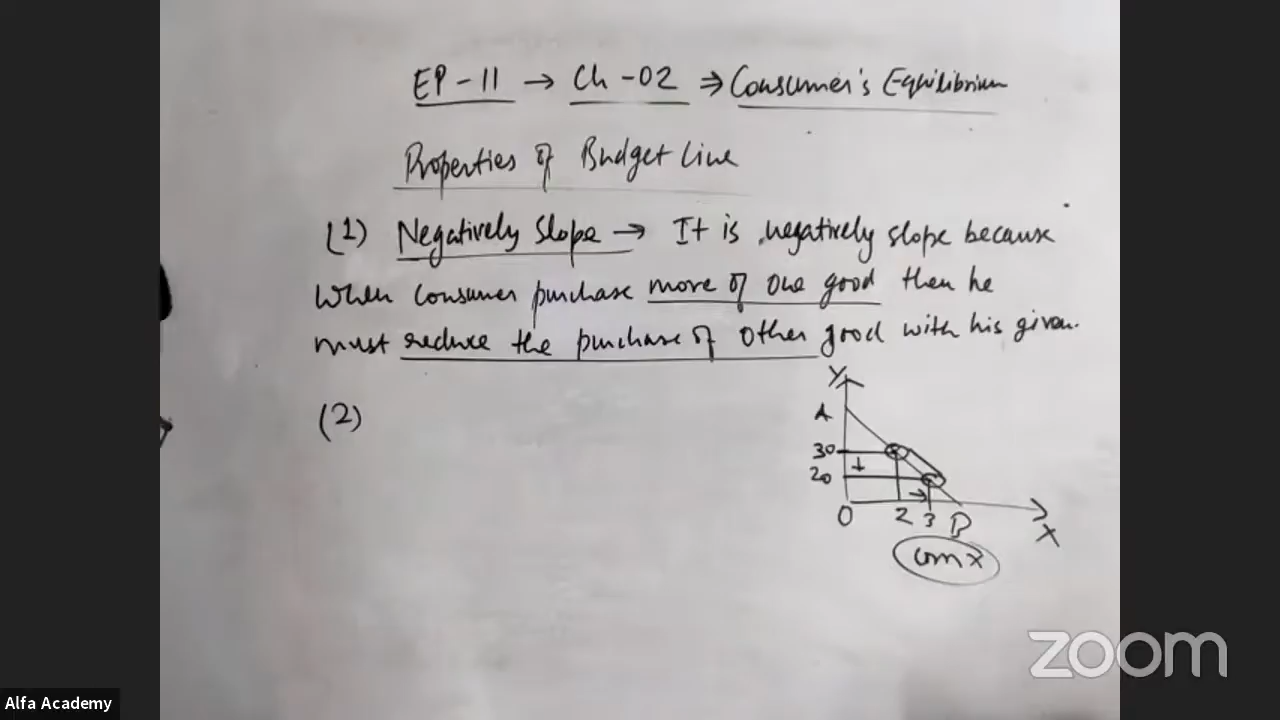 EP-11 → Ch-02 ⇒ Consumer's Equilibrium
Properties of Budget Line
(1) Negatively Slope → It is negatively slope because
when consumer purchase more of one good then he
must reduce the purchase of other good with his given.
(2)
Y
A
30
20
O 2 3 B
X
com x
zoom
Alfa Academy